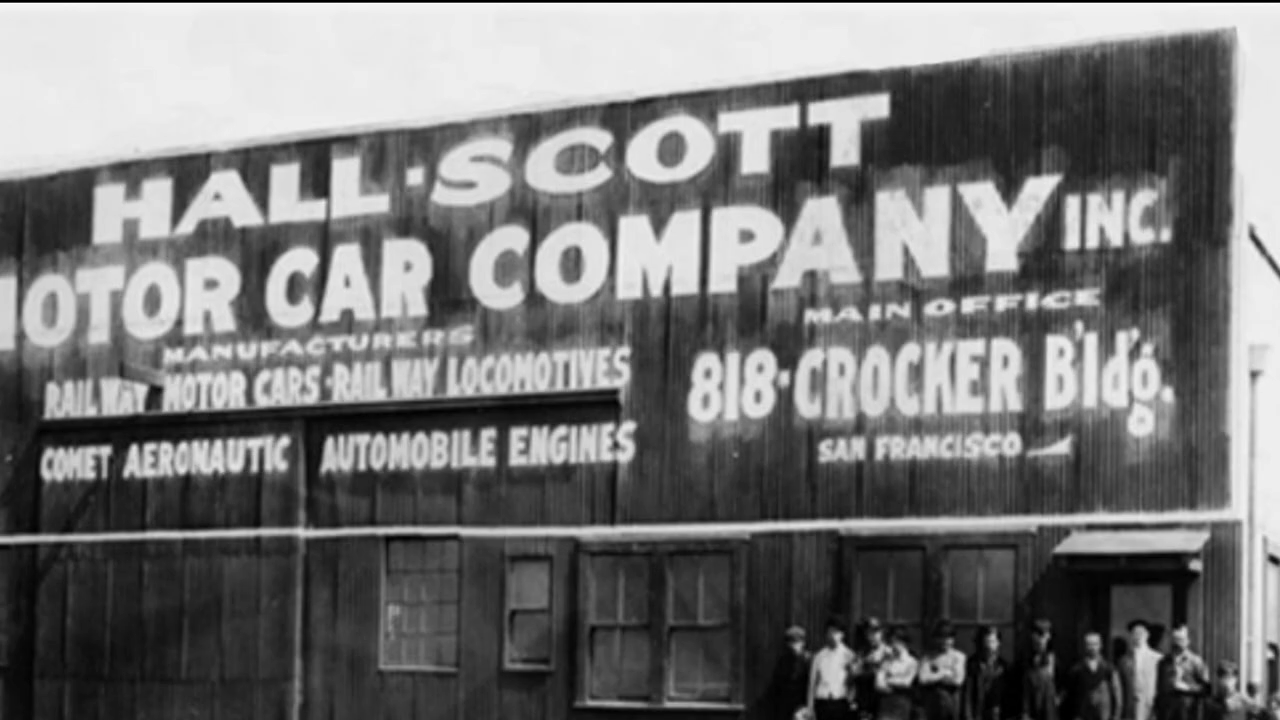 HALL·SCOTT
MOTOR CAR COMPANY INC.
MANUFACTURERS
RAILWAY MOTOR CARS·RAILWAY LOCOMOTIVES
COMET AERONAUTIC AUTOMOBILE ENGINES
MAIN OFFICE
818·CROCKER B'ld'g.
SAN FRANCISCO